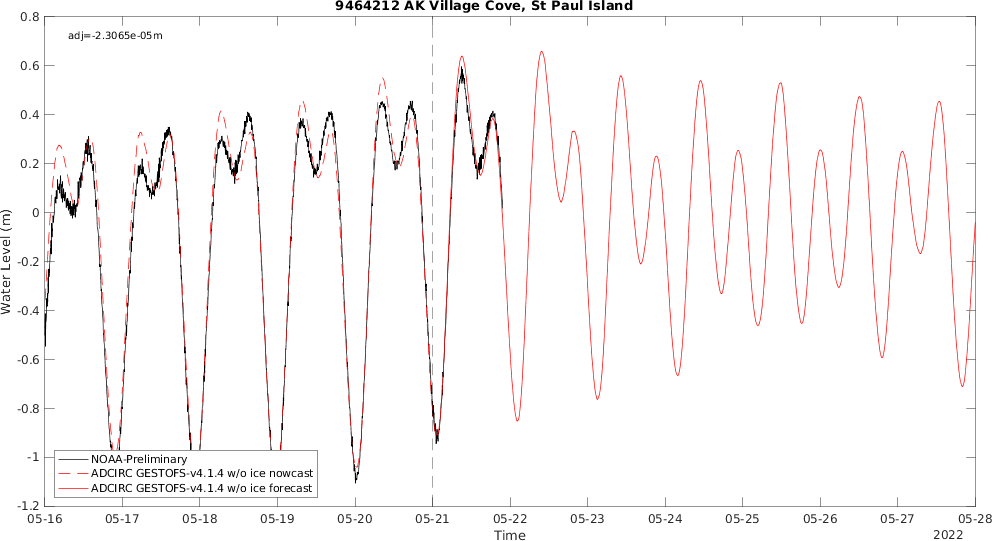 9464212 AK Village Cove, St Paul Island
adj=-2.3065e-05m
0.8
0.6
0.4
0.2
0
-0.2
-0.4
-0.6
-0.8
-1
-1.2
Water Level (m)
NOAA-Preliminary
ADCIRC GESTOFS-v4.1.4 w/o ice nowcast
ADCIRC GESTOFS-v4.1.4 w/o ice forecast
05-16 05-17 05-18 05-19 05-20 05-21 05-22 05-23 05-24 05-25 05-26 05-27 05-28
Time
2022